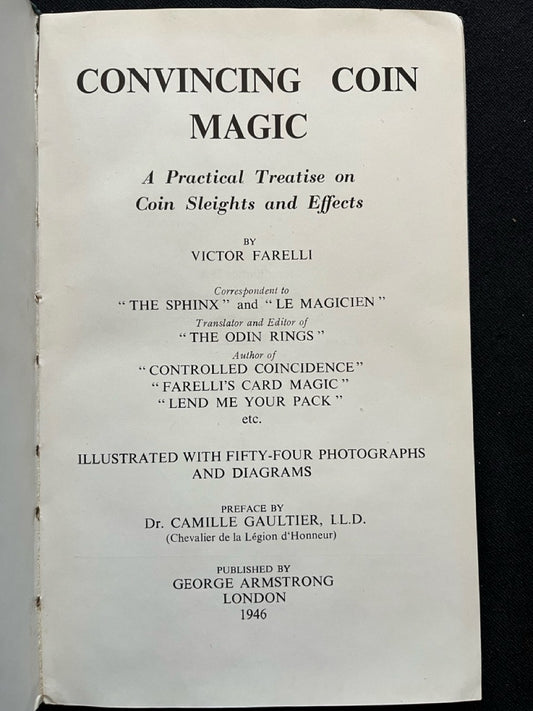 CONVINCING COIN
MAGIC
A Practical Treatise on
Coin Sleights and Effects
BY
VICTOR FARELLI
Correspondent to
“THE SPHINX” and “LE MAGICIEN”
Translator and Editor of
“THE ODIN RINGS”
Author of
“CONTROLLED COINCIDENCE”
“FARELLI'S CARD MAGIC”
“LEND ME YOUR PACK”
etc.
ILLUSTRATED WITH FIFTY-FOUR PHOTOGRAPHS
AND DIAGRAMS
PREFACE BY
Dr. CAMILLE GAULTIER, LL.D.
(Chevalier de la Légion d'Honneur)
PUBLISHED BY
GEORGE ARMSTRONG
LONDON
1946